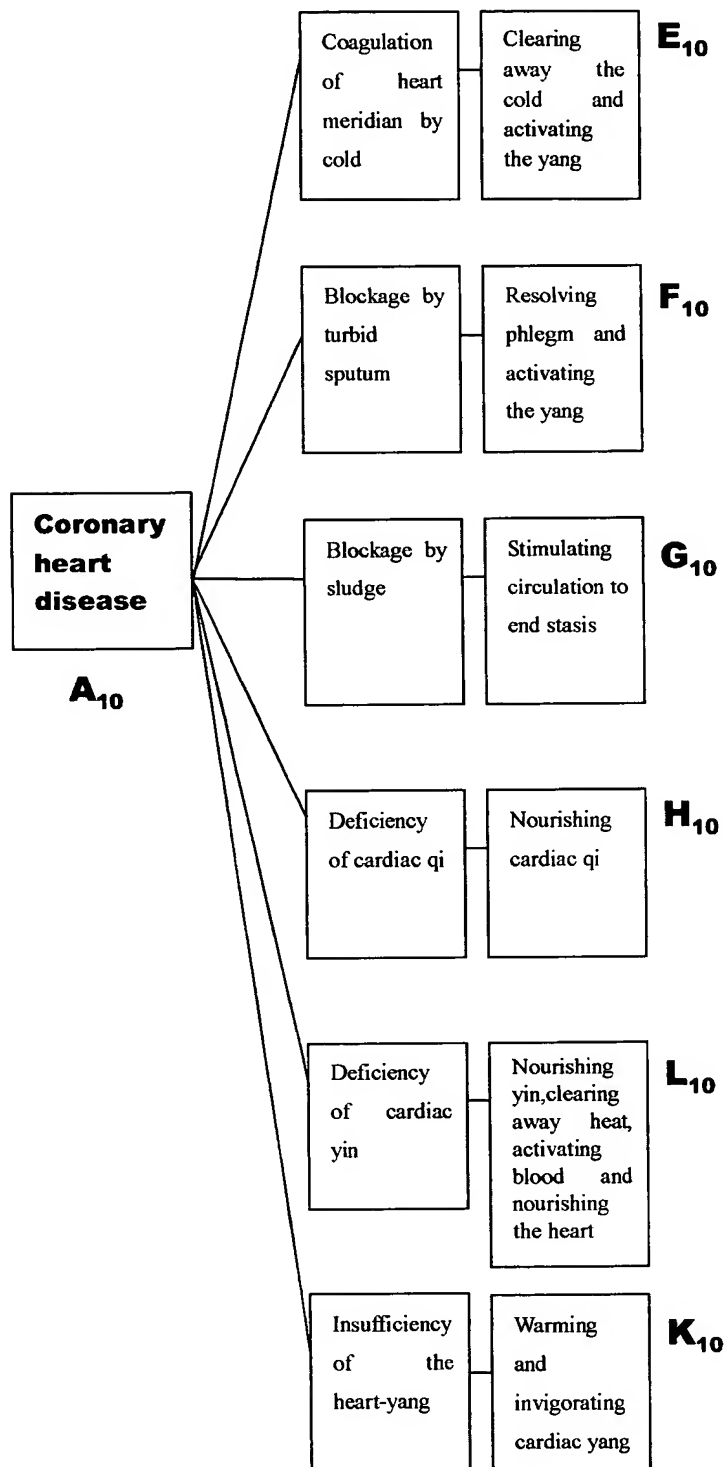 Coagulation
of heart
meridian by
cold
Clearing
away the
cold and
activating
the yang
E10
Blockage by
turbid
sputum
Resolving
phlegm and
activating
the yang
F10
Coronary
heart
disease
A10
Blockage by
sludge
Stimulating
circulation to
end stasis
G10
Deficiency
of cardiac qi
Nourishing
cardiac qi
H10
Deficiency
of cardiac
yin
Nourishing
yin,clearing
away heat,
activating
blood and
nourishing
the heart
L10
Insufficiency
of the
heart-yang
Warming
and
invigorating
cardiac yang
K10